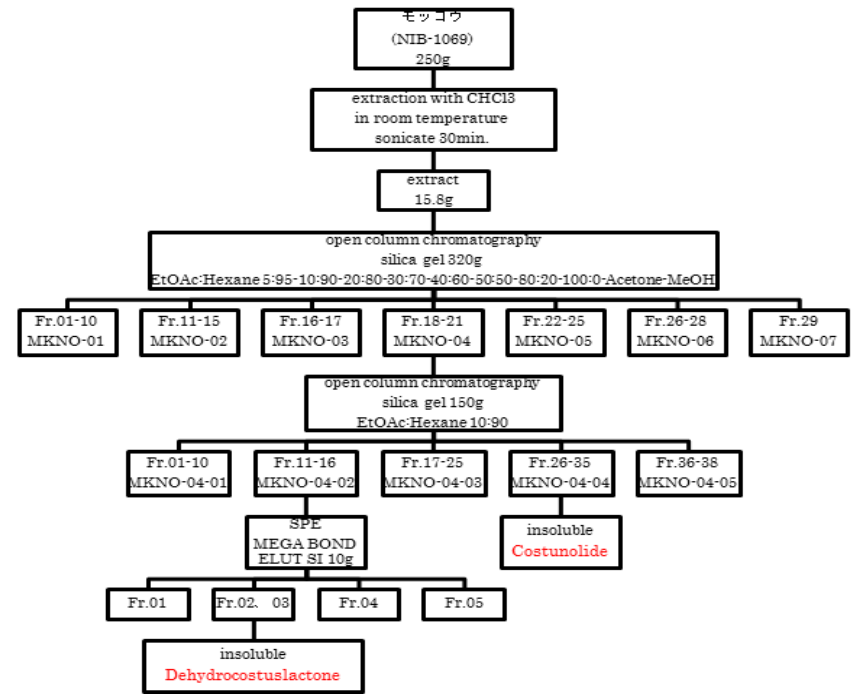 モッコウ
(NIB-1069)
250g
extraction with CHCl3
in room temperature
sonicate 30min.
extract
15.8g
open column chromatography
silica gel 320g
EtOAc:Hexane 5:95-10:90-20:80-30:70-40:60-50:50-80:20-100:0-Acetone-MeOH
Fr.01-10
MKNO-01
Fr.11-15
MKNO-02
Fr.16-17
MKNO-03
Fr.18-21
MKNO-04
Fr.22-25
MKNO-05
Fr.26-28
MKNO-06
Fr.29
MKNO-07
open column chromatography
silica gel 150g
EtOAc:Hexane 10:90
Fr.01-10
MKNO-04-01
Fr.11-16
MKNO-04-02
Fr.17-25
MKNO-04-03
Fr.26-35
MKNO-04-04
Fr.36-38
MKNO-04-05
SPE
MEGA BOND
ELUT SI 10g
insoluble
Costunolide
Fr.01
Fr.02、 03
Fr.04
Fr.05
insoluble
Dehydrocostuslactone